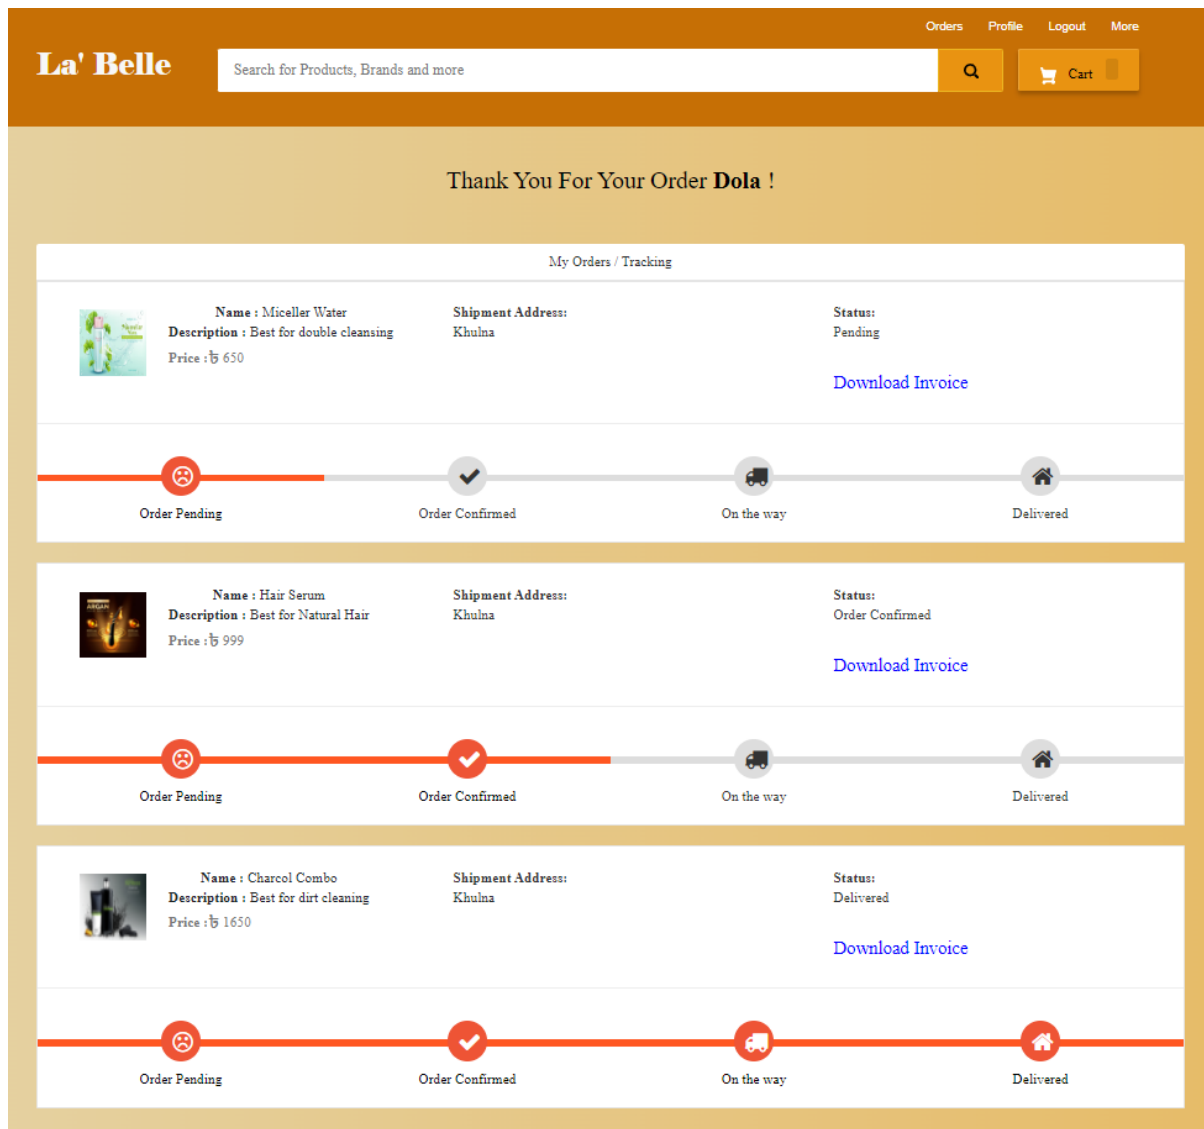 Orders Profile Logout More
La' Belle
Search for Products, Brands and more
Cart
Thank You For Your Order Dola !
My Orders / Tracking
Name : Miceller Water
Description : Best for double cleansing
Price :৳ 650
Shipment Address:
Khulna
Status:
Pending
Download Invoice
Order Pending
Order Confirmed
On the way
Delivered
ARGAN
Name : Hair Serum
Description : Best for Natural Hair
Price :৳ 999
Shipment Address:
Khulna
Status:
Order Confirmed
Download Invoice
Order Pending
Order Confirmed
On the way
Delivered
Name : Charcol Combo
Description : Best for dirt cleaning
Price :৳ 1650
Shipment Address:
Khulna
Status:
Delivered
Download Invoice
Order Pending
Order Confirmed
On the way
Delivered